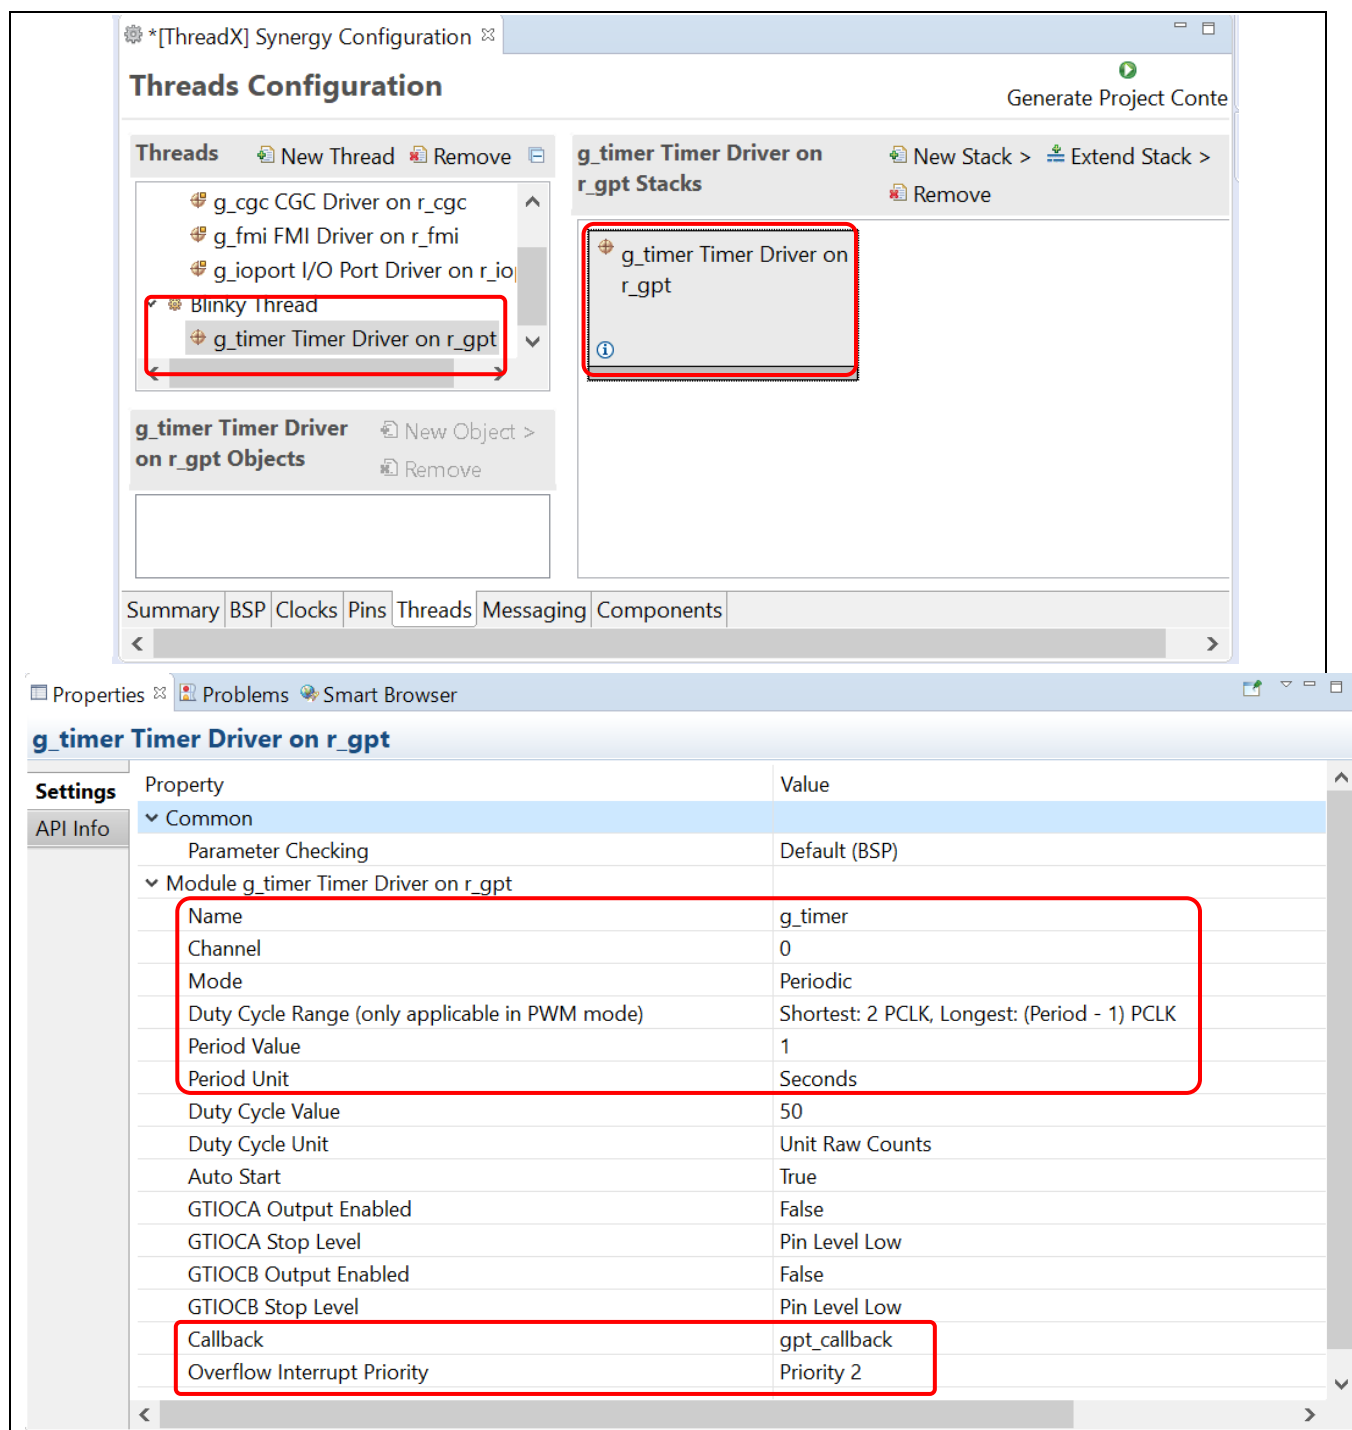 *[ThreadX] Synergy Configuration
Threads Configuration
Generate Project Conte
Threads
New Thread
Remove
g_cgc CGC Driver on r_cgc
g_fmi FMI Driver on r_fmi
g_ioport I/O Port Driver on r_iop
Blinky Thread
g_timer Timer Driver on r_gpt
g_timer Timer Driver on
r_gpt Stacks
New Stack >
Extend Stack >
Remove
g_timer Timer Driver on
r_gpt
g_timer Timer Driver
on r_gpt Objects
New Object >
Remove
Summary BSP Clocks Pins Threads Messaging Components
Properties Problems Smart Browser
g_timer Timer Driver on r_gpt
Settings
API Info
Property Value
Common
Parameter Checking Default (BSP)
Module g_timer Timer Driver on r_gpt
Name g_timer
Channel 0
Mode Periodic
Duty Cycle Range (only applicable in PWM mode) Shortest: 2 PCLK, Longest: (Period - 1) PCLK
Period Value 1
Period Unit Seconds
Duty Cycle Value 50
Duty Cycle Unit Unit Raw Counts
Auto Start True
GTIOCA Output Enabled False
GTIOCA Stop Level Pin Level Low
GTIOCB Output Enabled False
GTIOCB Stop Level Pin Level Low
Callback gpt_callback
Overflow Interrupt Priority Priority 2